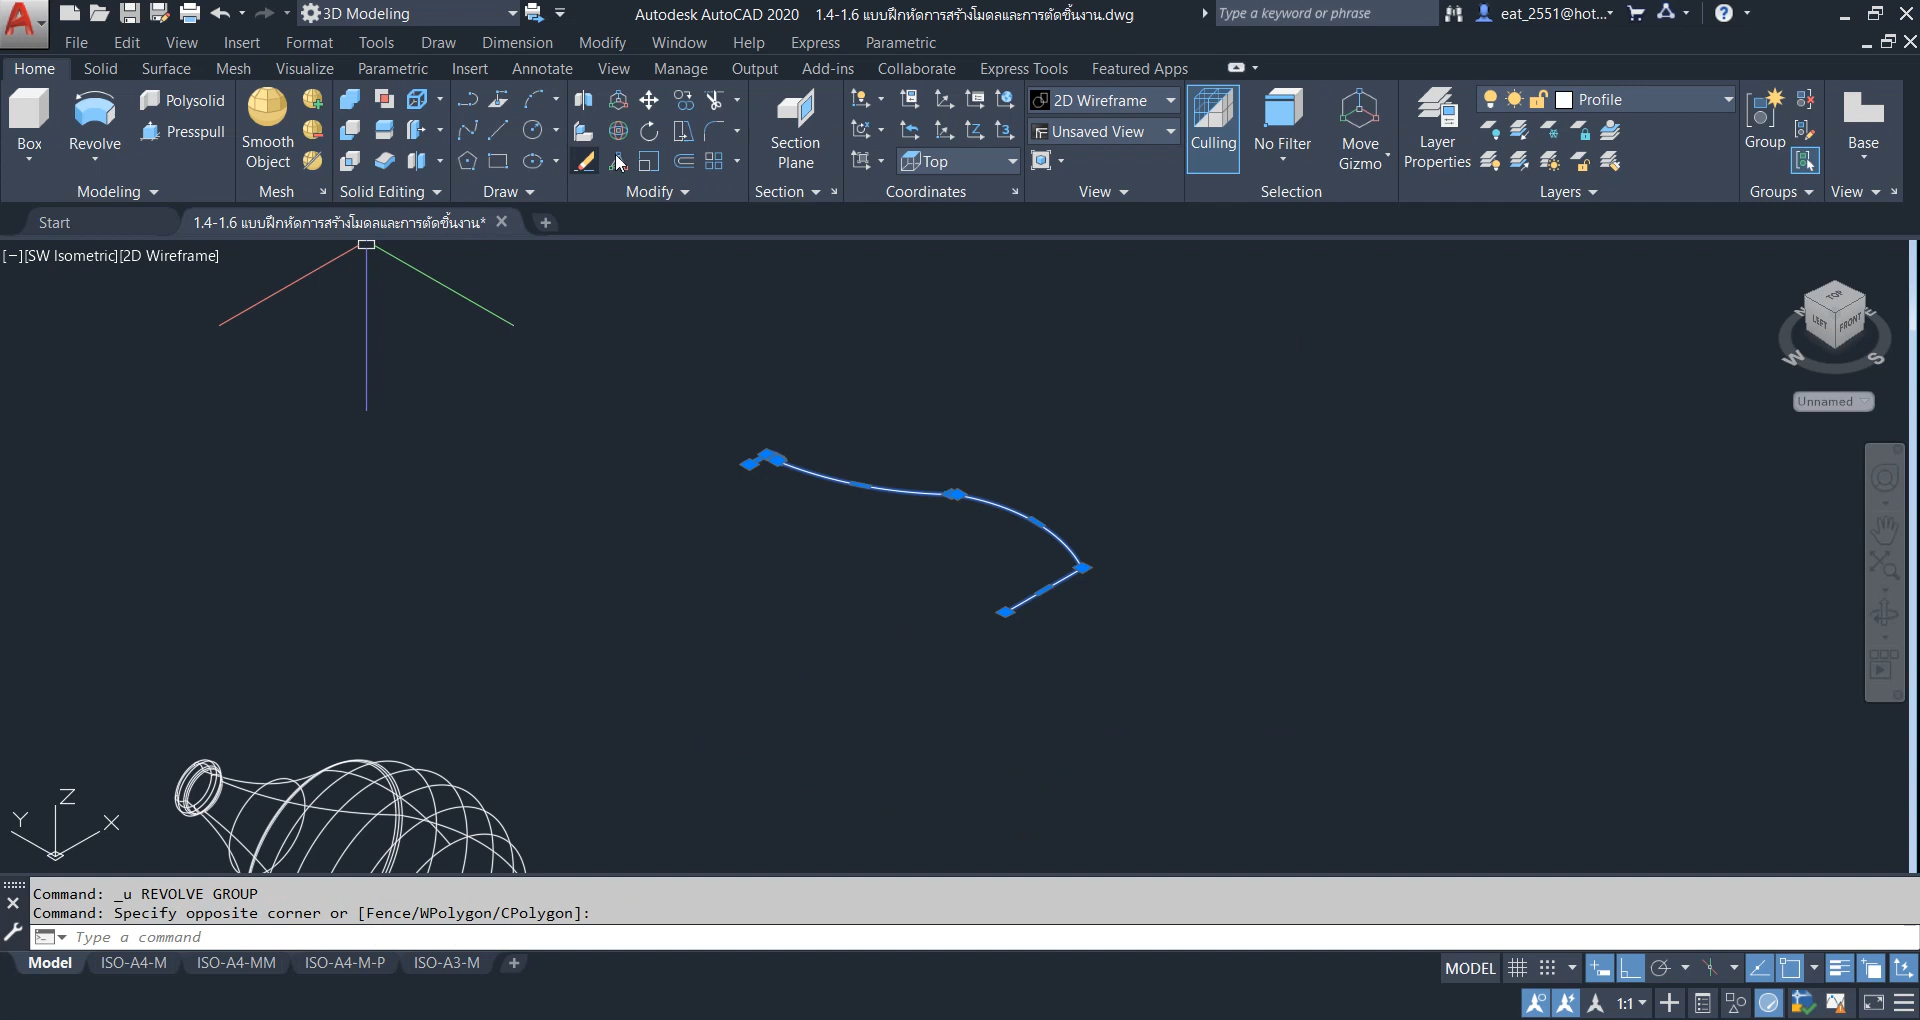 3D Modeling
Autodesk AutoCAD 2020 1.4-1.6 แบบฝึกหัดการสร้างโมดลและการตัดชิ้นงาน.dwg
Type a keyword or phrase
eat_2551@hot...
File Edit View Insert Format Tools Draw Dimension Modify Window Help Express Parametric
Home Solid Surface Mesh Visualize Parametric Insert Annotate View Manage Output Add-ins Collaborate Express Tools Featured Apps
Box
Revolve
Polysolid
Presspull
Smooth
Object
Section
Plane
2D Wireframe
Unsaved View
Top
Culling
No Filter
Move
Gizmo
Layer
Properties
Profile
Group
Base
Modeling Mesh Solid Editing Draw Modify Section Coordinates View Selection Layers Groups View
Start 1.4-1.6 แบบฝึกหัดการสร้างโมดลและการตัดชิ้นงาน*
[−][SW Isometric][2D Wireframe]
TOP
LEFT FRONT
N E
W S
Unnamed
Z
Y X
Command: _u REVOLVE GROUP
Command: Specify opposite corner or [Fence/WPolygon/CPolygon]:
Type a command
Model ISO-A4-M ISO-A4-MM ISO-A4-M-P ISO-A3-M
MODEL
1:1